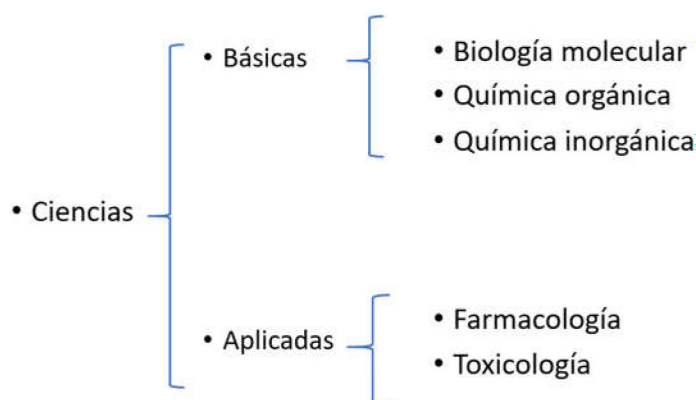 • Ciencias
• Básicas
• Biología molecular
• Química orgánica
• Química inorgánica
• Aplicadas
• Farmacología
• Toxicología